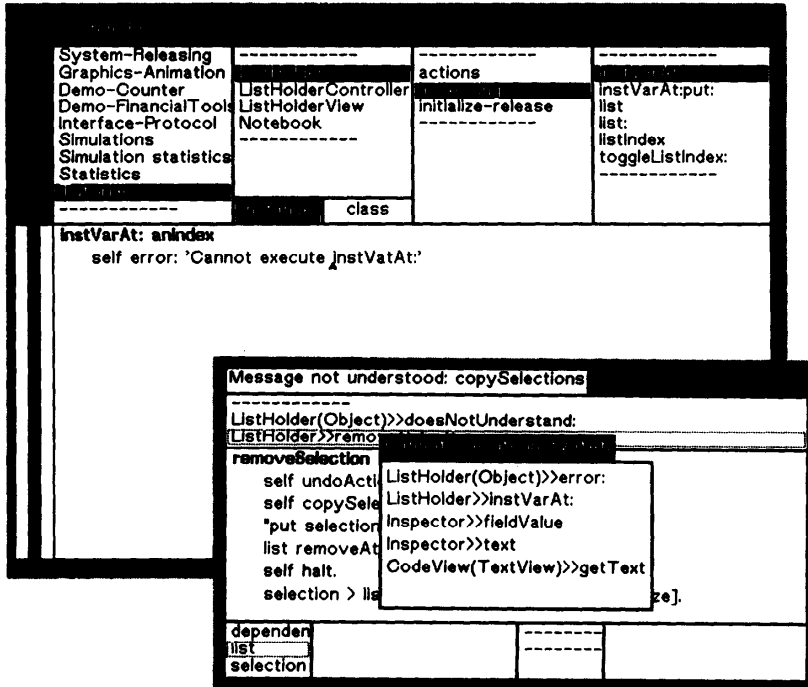 System-Releasing
Graphics-Animation
Demo-Counter
Demo-FinancialTools
Interface-Protocol
Simulations
Simulation statistics
Statistics
ListHolderController
ListHolderView
Notebook
class
actions
initialize-release
instVarAt:put:
list
list:
listIndex
toggleListIndex:
instVarAt: anIndex
self error: 'Cannot execute instVatAt:'
Message not understood: copySelections
ListHolder(Object)>>doesNotUnderstand:
ListHolder>>remov
removeSelection
self undoActi
self copySele
"put selection
list removeAt
self halt.
selection > lis
ze].
ListHolder(Object)>>error:
ListHolder>>instVarAt:
Inspector>>fieldValue
Inspector>>text
CodeView(TextView)>>getText
dependen
list
selection